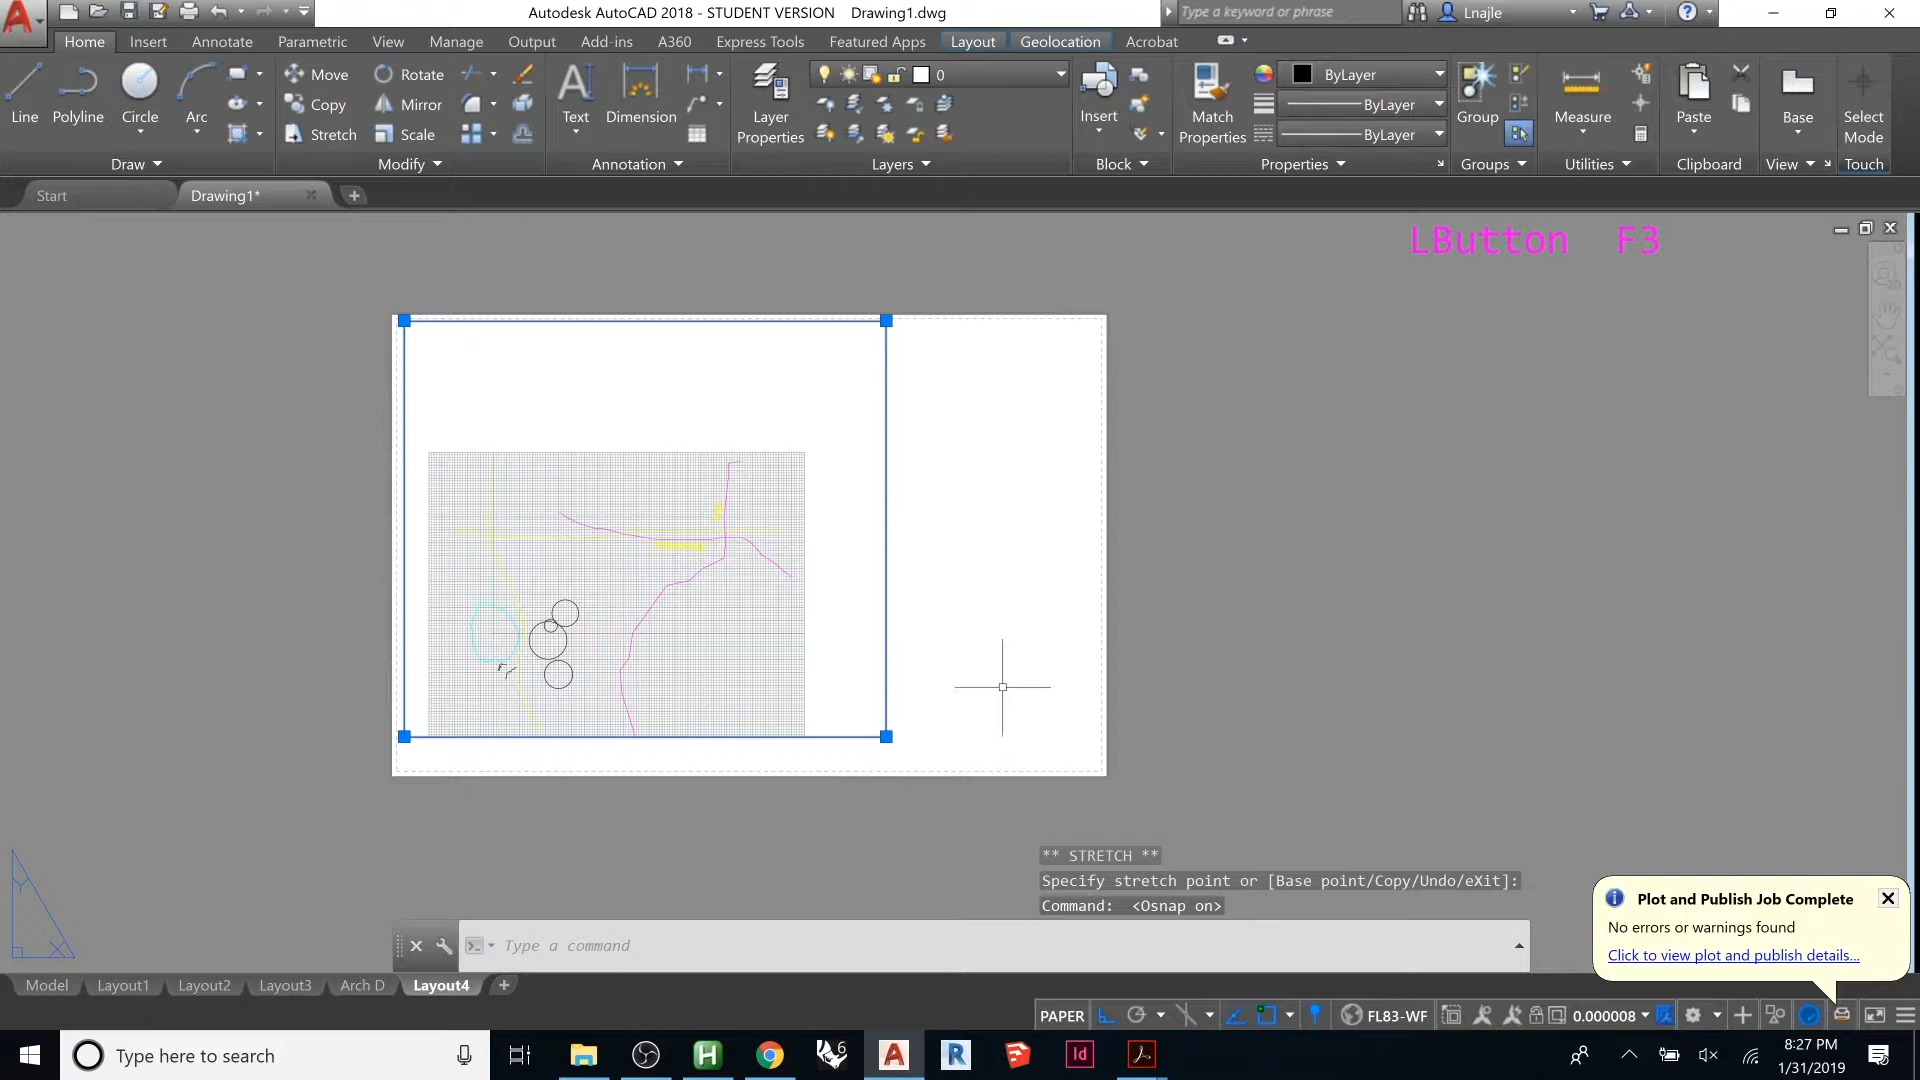 Autodesk AutoCAD 2018 - STUDENT VERSION Drawing1.dwg
Type a keyword or phrase
Lnajle
Home Insert Annotate Parametric View Manage Output Add-ins A360 Express Tools Featured Apps Layout Geolocation Acrobat
Line
Polyline
Circle
Arc
Draw
Move
Rotate
Copy
Mirror
Stretch
Scale
Modify
Text
Dimension
Annotation
Layer
Properties
0
Layers
Insert
Block
Match
Properties
ByLayer
ByLayer
ByLayer
Properties
Group
Groups
Measure
Utilities
Paste
Clipboard
Base
View
Select
Mode
Touch
Start
Drawing1*
LButton F3
** STRETCH **
Specify stretch point or [Base point/Copy/Undo/eXit]:
Command: <Osnap on>
Type a command
Plot and Publish Job Complete
No errors or warnings found
Click to view plot and publish details...
Y
X
Model Layout1 Layout2 Layout3 Arch D Layout4
PAPER
FL83-WF
0.000008
Type here to search
8:27 PM
1/31/2019